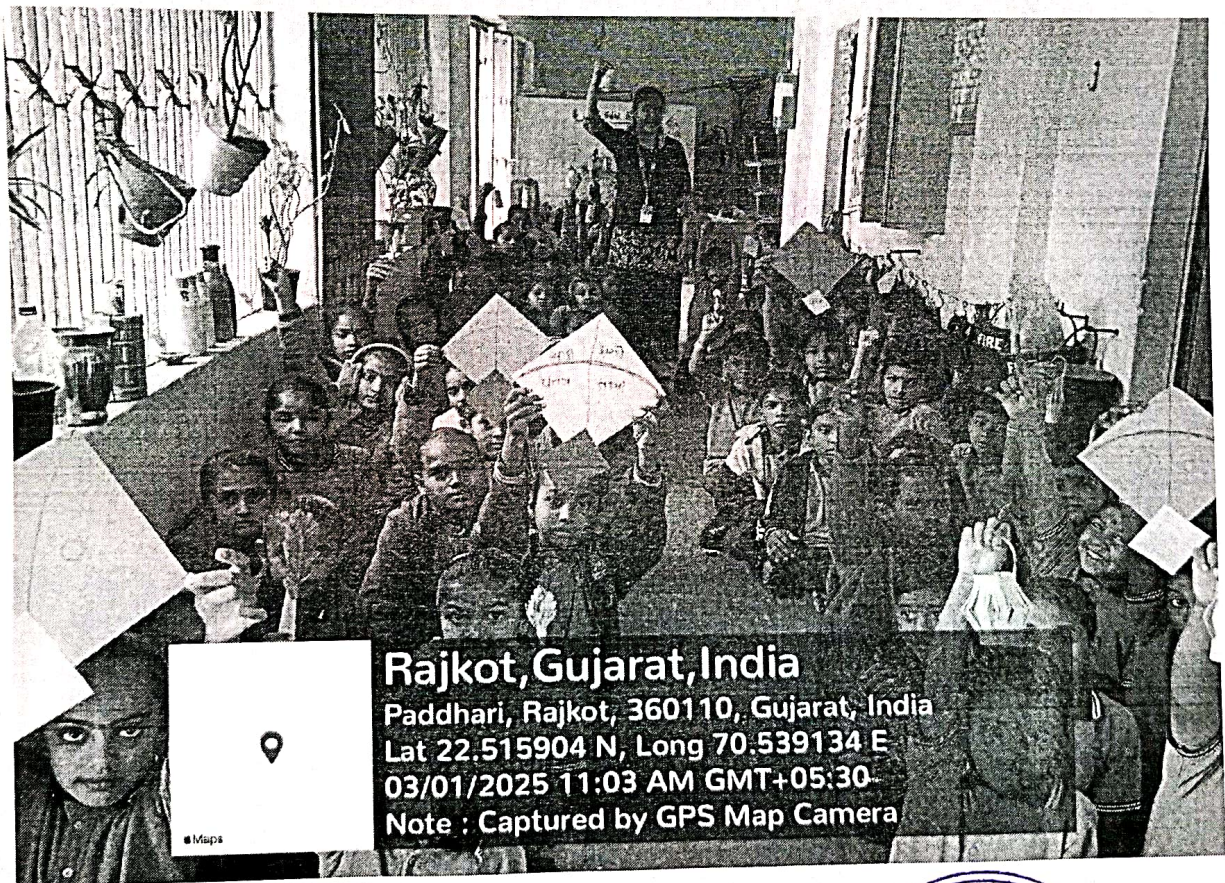 FIRE
Rajkot,Gujarat,India
Paddhari, Rajkot, 360110, Gujarat, India
Lat 22.515904 N, Long 70.539134 E
03/01/2025 11:03 AM GMT+05:30
Note : Captured by GPS Map Camera
Maps